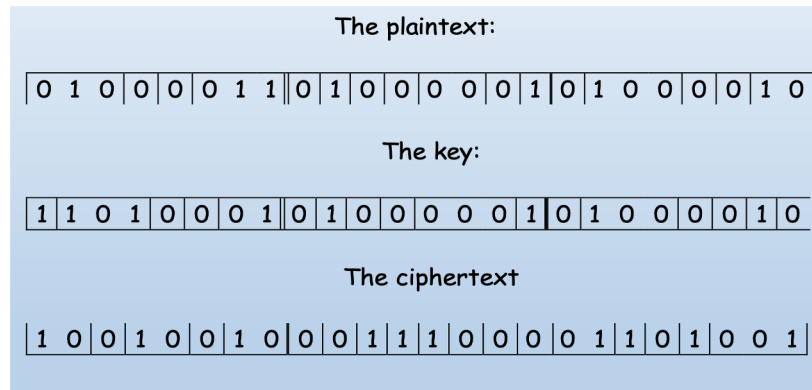 The plaintext:
0 1 0 0 0 0 1 1 0 1 0 0 0 0 0 1 0 1 0 0 0 0 1 0
The key:
1 1 0 1 0 0 0 1 0 1 0 0 0 0 0 1 0 1 0 0 0 0 1 0
The ciphertext
1 0 0 1 0 0 1 0 0 0 1 1 1 0 0 0 0 1 1 0 1 0 0 1